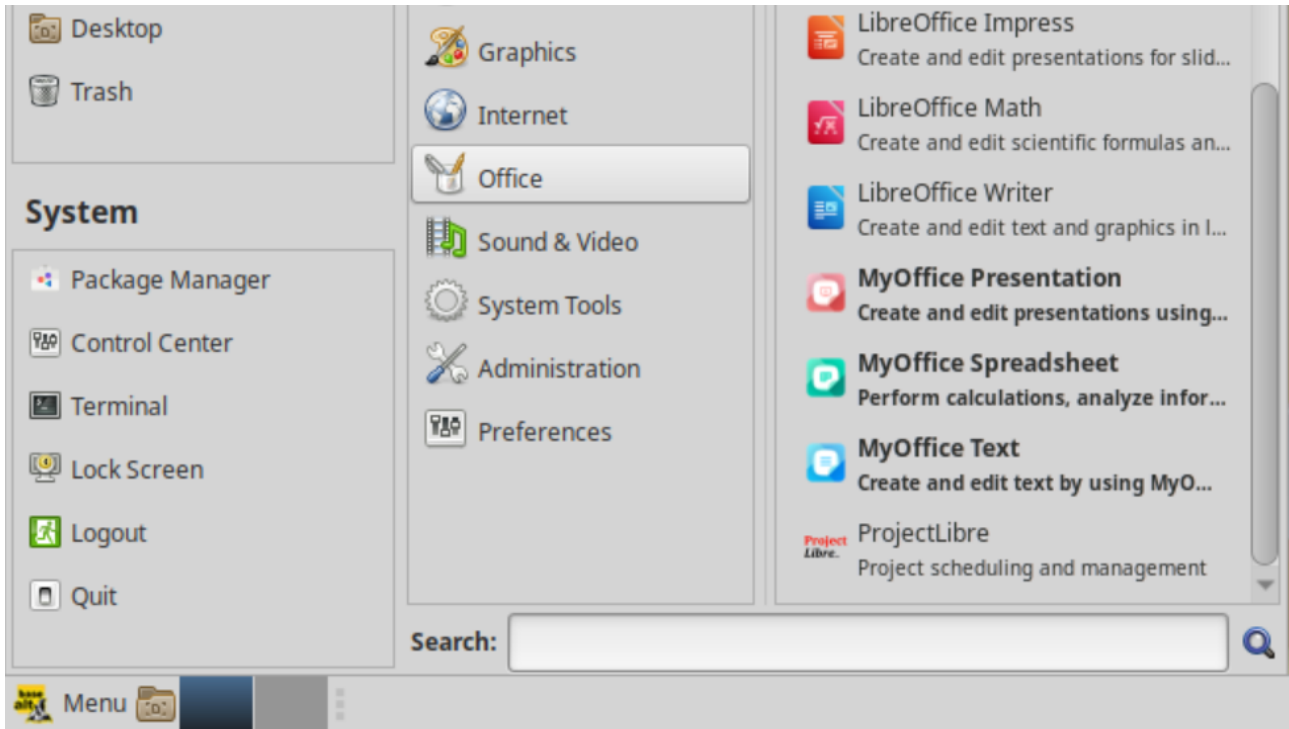 Desktop
Trash
System
Package Manager
Control Center
Terminal
Lock Screen
Logout
Quit
Graphics
Internet
Office
Sound & Video
System Tools
Administration
Preferences
LibreOffice Impress
Create and edit presentations for slid...
LibreOffice Math
Create and edit scientific formulas an...
LibreOffice Writer
Create and edit text and graphics in l...
MyOffice Presentation
Create and edit presentations using...
MyOffice Spreadsheet
Perform calculations, analyze infor...
MyOffice Text
Create and edit text by using MyO...
Project
Libre.
ProjectLibre
Project scheduling and management
Search:
base
alt
Menu